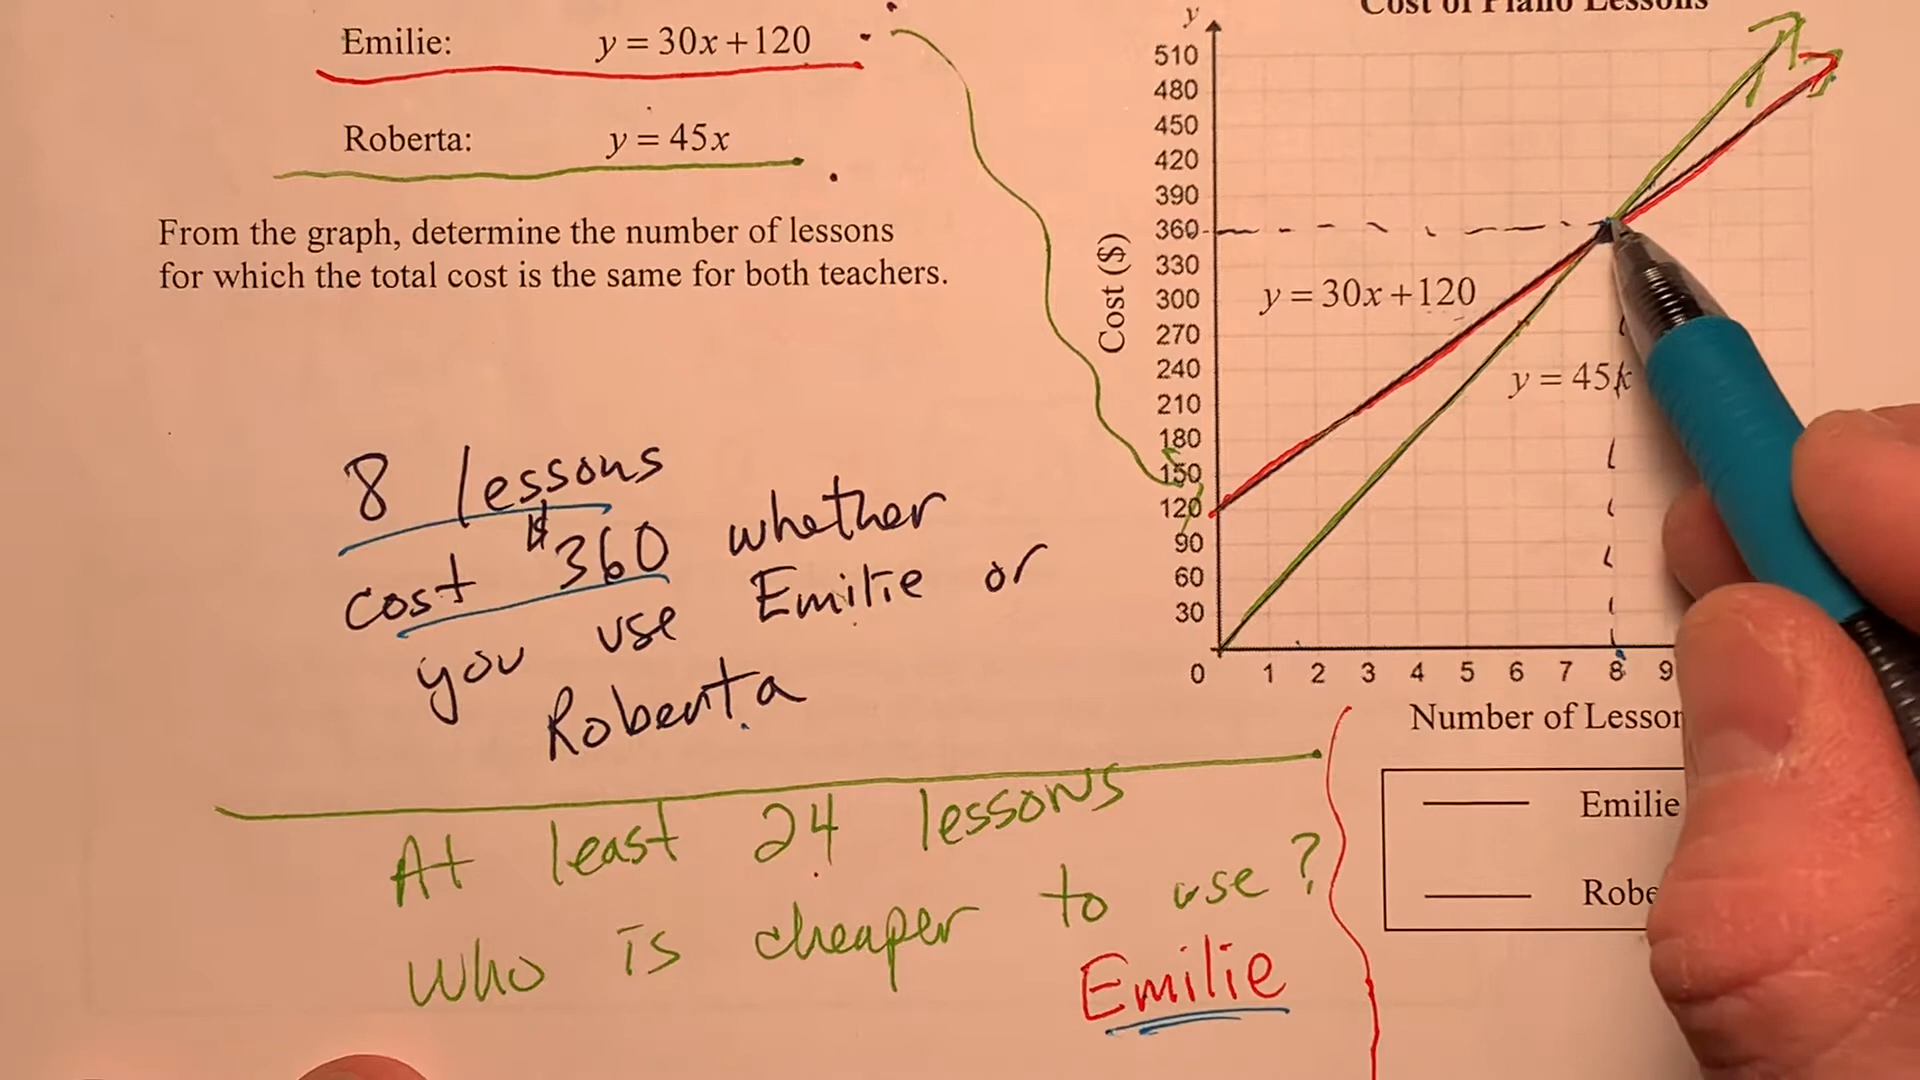 Cost of Piano Lessons
Emilie: y = 30x + 120
Roberta: y = 45x
From the graph, determine the number of lessons
for which the total cost is the same for both teachers.
8 lessons
cost $360 whether
you use Emilie or
Roberta
At least 24 lessons
who is cheaper to use?
Emilie
y
510
480
450
420
390
360
330
300
270
240
210
180
150
120
90
60
30
Cost ($)
y = 30x + 120
y = 45x
0 1 2 3 4 5 6 7 8 9
Number of Lesson
Emilie
Robe